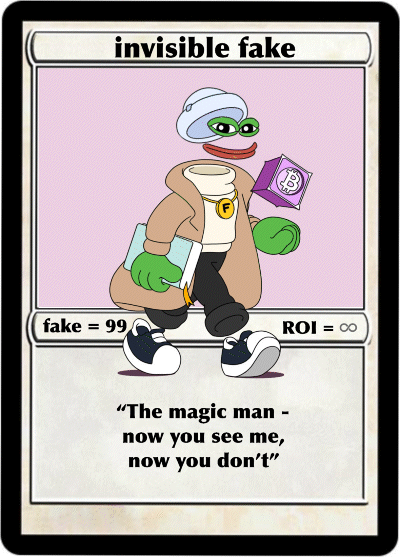 invisible fake
₿
F
fake = 99
ROI = ∞
“The magic man -
now you see me,
now you don’t”